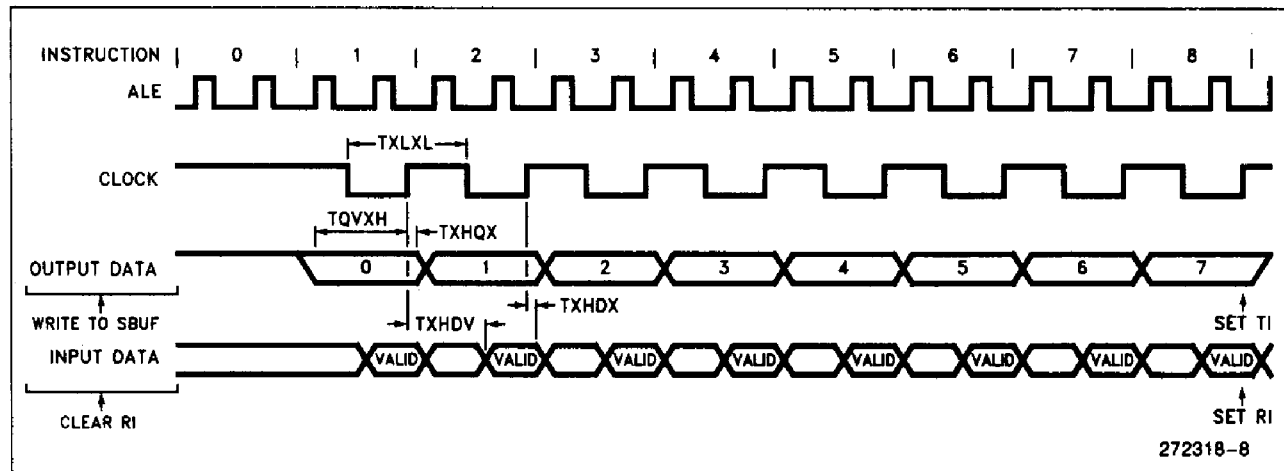 INSTRUCTION | 0 | 1 | 2 | 3 | 4 | 5 | 6 | 7 | 8 |
ALE
TXLXL
CLOCK
TQVXH TXHQX
OUTPUT DATA 0 1 2 3 4 5 6 7
WRITE TO SBUF TXHDV TXHDX SET TI
INPUT DATA VALID VALID VALID VALID VALID VALID VALID VALID
CLEAR RI SET RI
272318-8